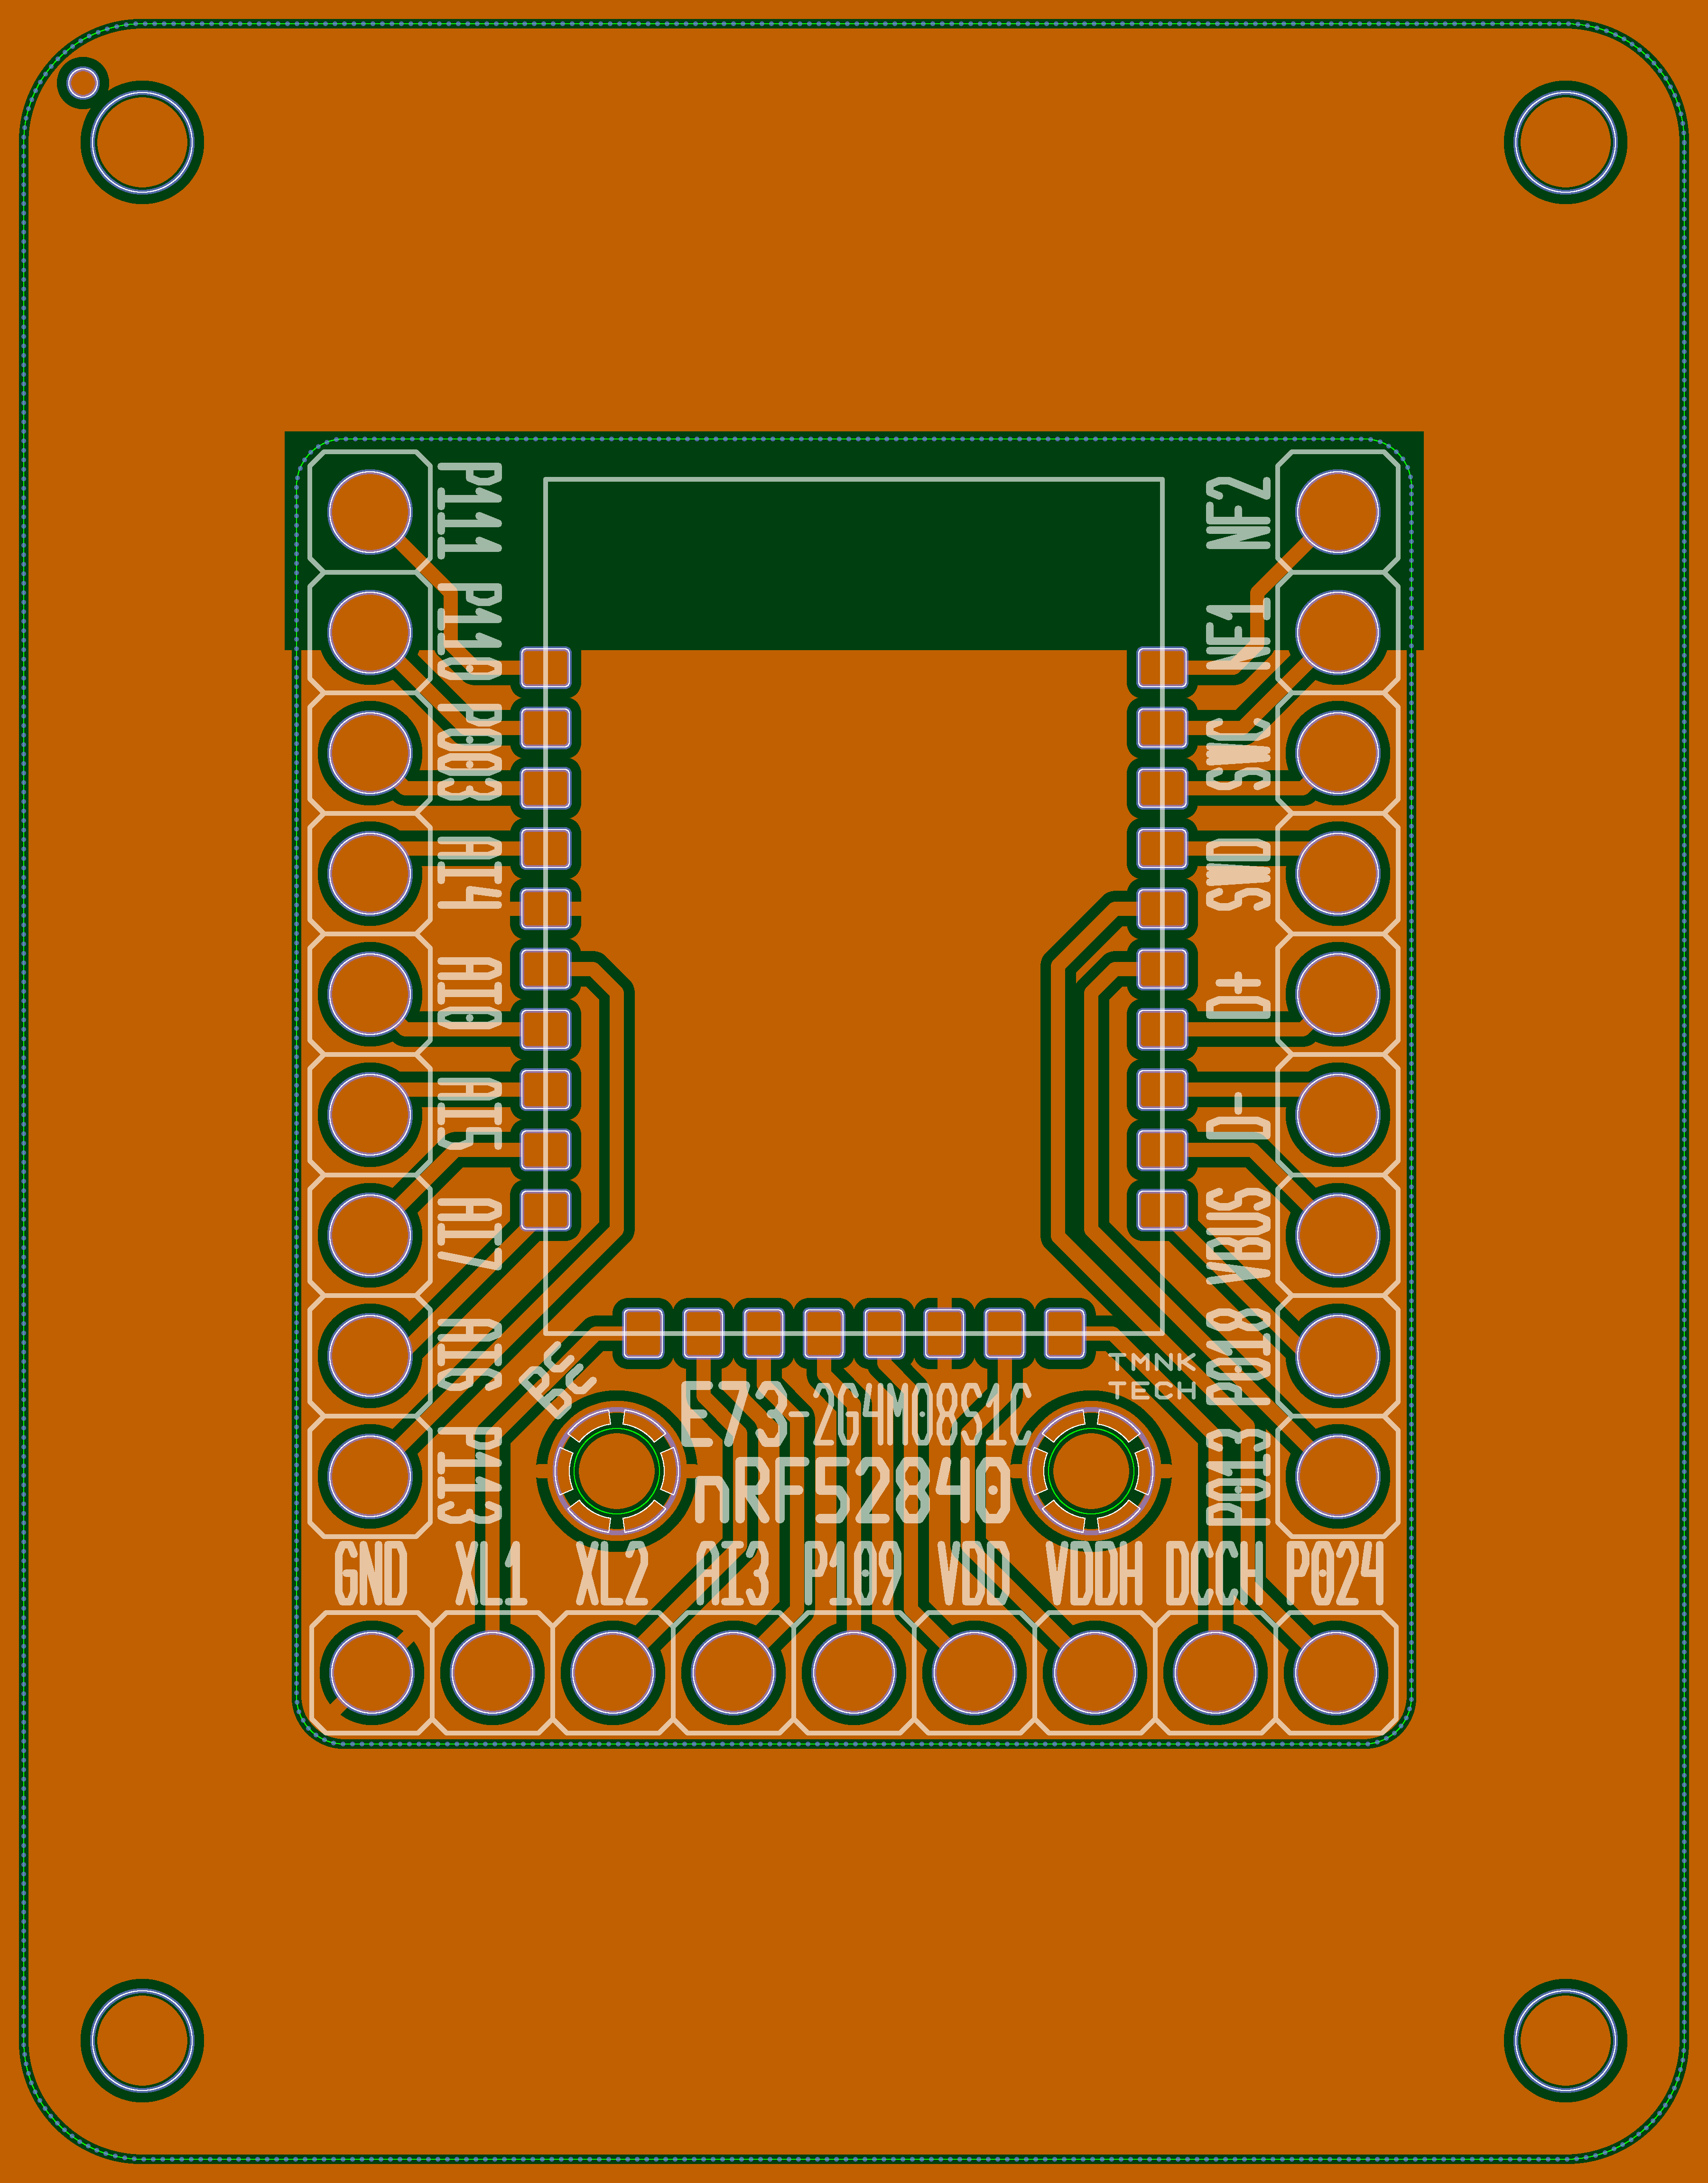 P111
P110
P003
AI4
AI0
AI5
AI7
AI6
P113
NF2
NF1
SWC
SWD
D+
D-
VBUS
P018
P013
TMNK
TECH
E73-2G4M08S1C
nRF52840
GND XL1 XL2 AI3 P109 VDD VDDH DCCH P024